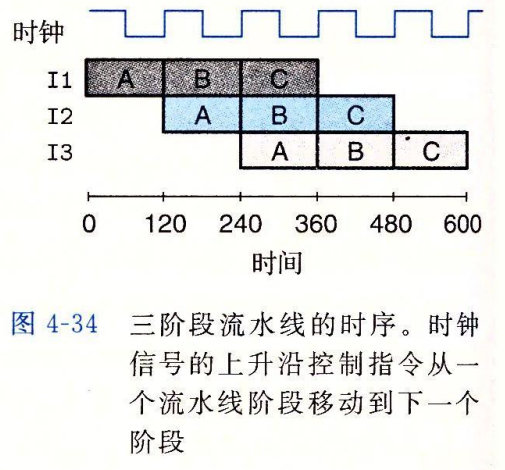 时钟
I1 A B C
I2 A B C
I3 A B C
0 120 240 360 480 600
时间
图 4-34 三阶段流水线的时序。时钟
信号的上升沿控制指令从一
个流水线阶段移动到下一个
阶段